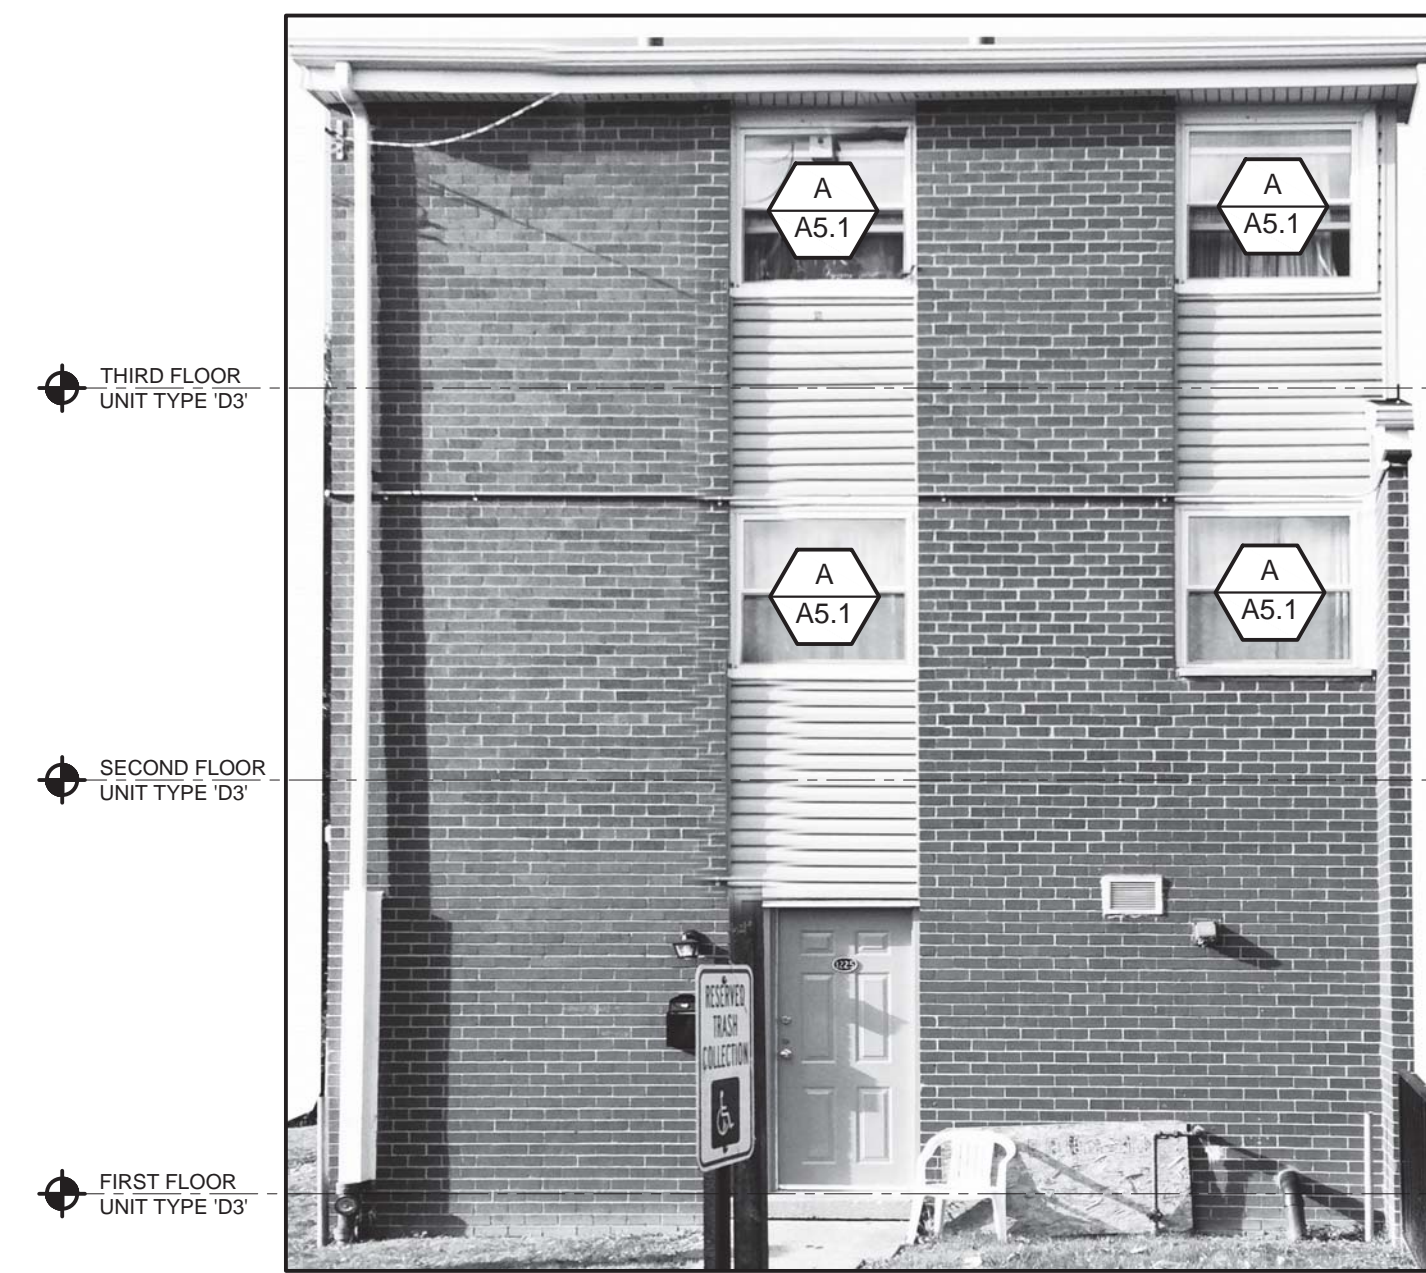 A
A5.1
A
A5.1
THIRD FLOOR
UNIT TYPE 'D3'
A
A5.1
A
A5.1
SECOND FLOOR
UNIT TYPE 'D3'
1225
RESERVED
TRASH
COLLECTION
FIRST FLOOR
UNIT TYPE 'D3'